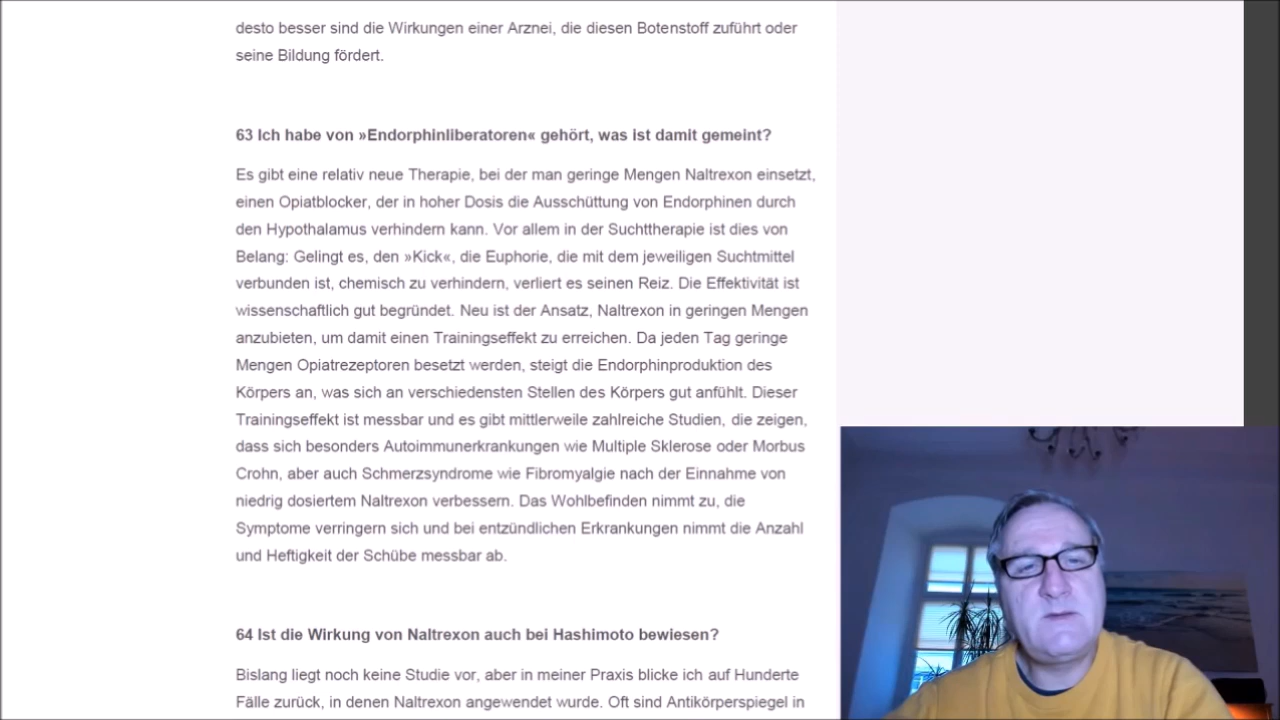 desto besser sind die Wirkungen einer Arznei, die diesen Botenstoff zuführt oder
seine Bildung fördert.
63 Ich habe von »Endorphinliberatoren« gehört, was ist damit gemeint?
Es gibt eine relativ neue Therapie, bei der man geringe Mengen Naltrexon einsetzt,
einen Opiatblocker, der in hoher Dosis die Ausschüttung von Endorphinen durch
den Hypothalamus verhindern kann. Vor allem in der Suchttherapie ist dies von
Belang: Gelingt es, den »Kick«, die Euphorie, die mit dem jeweiligen Suchtmittel
verbunden ist, chemisch zu verhindern, verliert es seinen Reiz. Die Effektivität ist
wissenschaftlich gut begründet. Neu ist der Ansatz, Naltrexon in geringen Mengen
anzubieten, um damit einen Trainingseffekt zu erreichen. Da jeden Tag geringe
Mengen Opiatrezeptoren besetzt werden, steigt die Endorphinproduktion des
Körpers an, was sich an verschiedensten Stellen des Körpers gut anfühlt. Dieser
Trainingseffekt ist messbar und es gibt mittlerweile zahlreiche Studien, die zeigen,
dass sich besonders Autoimmunerkrankungen wie Multiple Sklerose oder Morbus
Crohn, aber auch Schmerzsyndrome wie Fibromyalgie nach der Einnahme von
niedrig dosiertem Naltrexon verbessern. Das Wohlbefinden nimmt zu, die
Symptome verringern sich und bei entzündlichen Erkrankungen nimmt die Anzahl
und Heftigkeit der Schübe messbar ab.
64 Ist die Wirkung von Naltrexon auch bei Hashimoto bewiesen?
Bislang liegt noch keine Studie vor, aber in meiner Praxis blicke ich auf Hunderte
Fälle zurück, in denen Naltrexon angewendet wurde. Oft sind Antikörperspiegel in